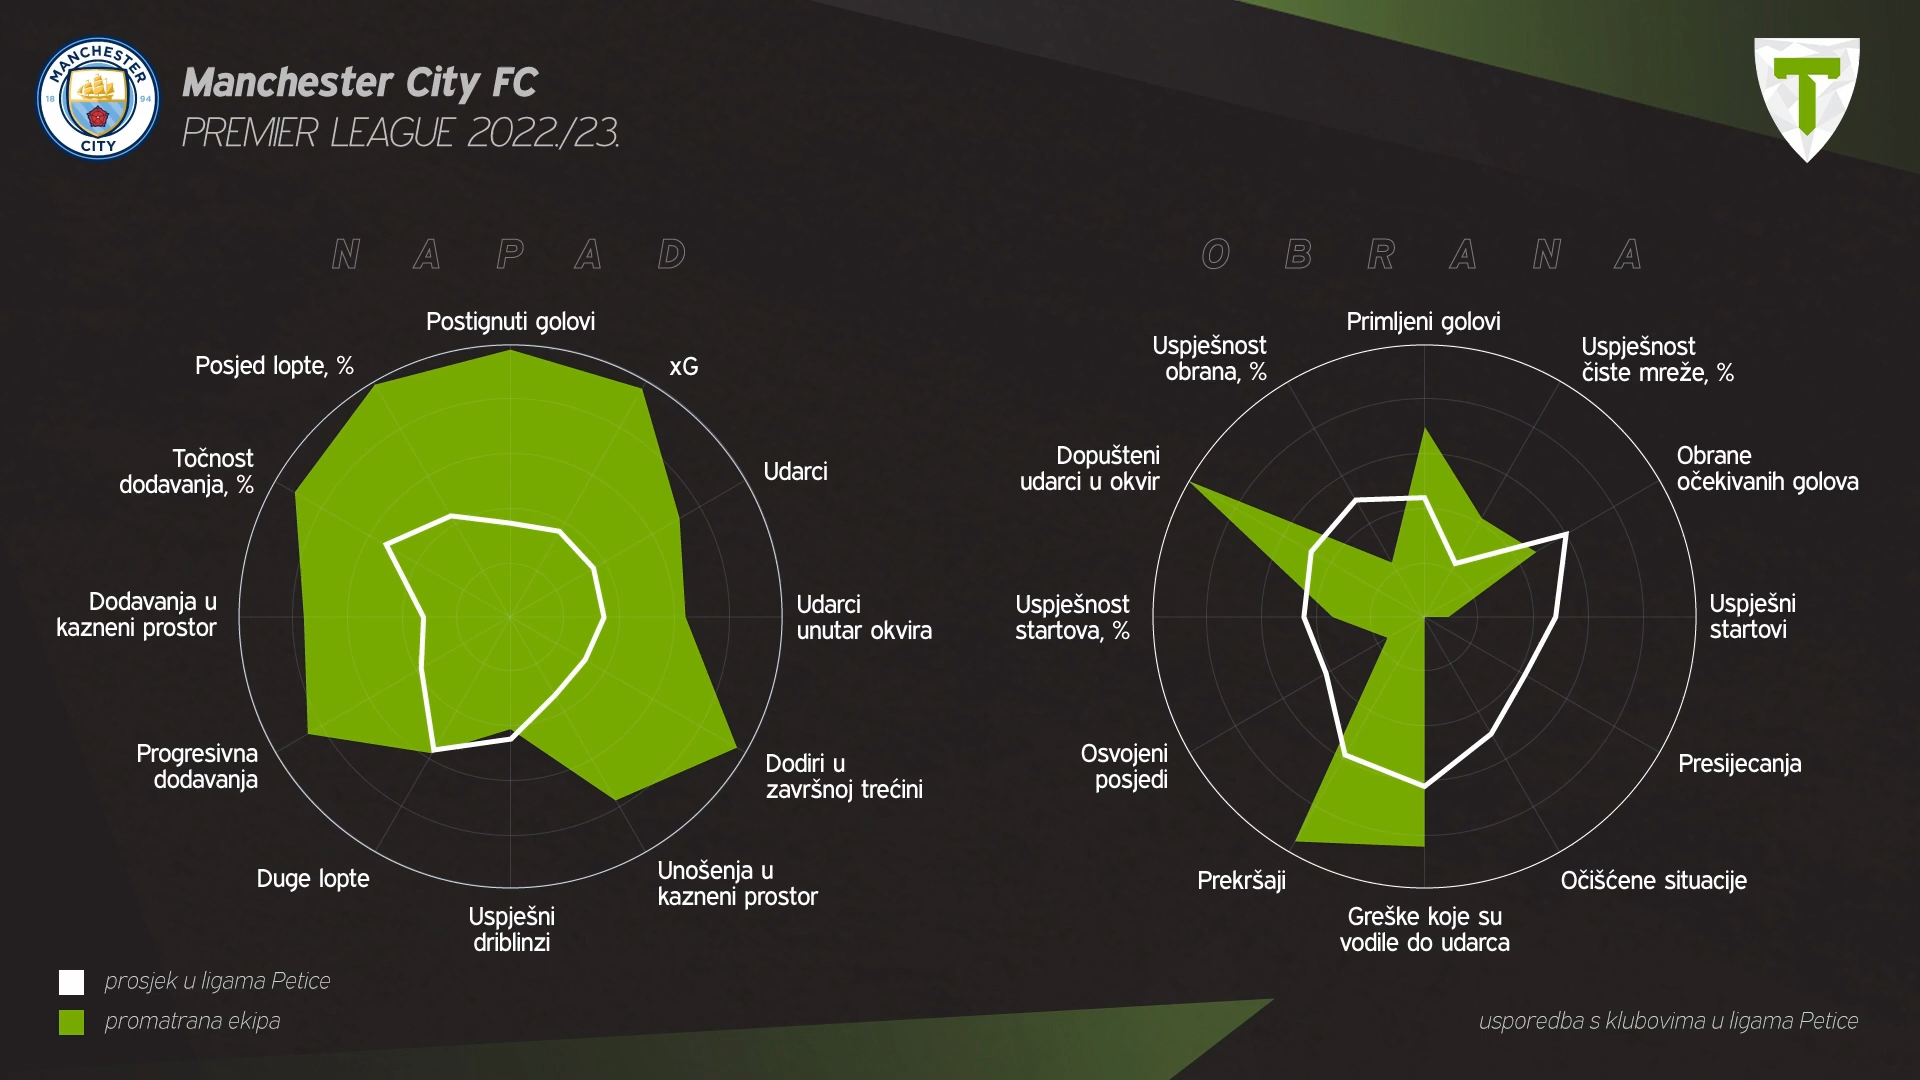 MANCHESTER
18 94
CITY
Manchester City FC
PREMIER LEAGUE 2022./23.
T
NAPAD
Postignuti golovi
xG
Udarci
Udarci
unutar okvira
Dodiri u
završnoj trećini
Unošenja u
kazneni prostor
Uspješni
driblinzi
Duge lopte
Progresivna
dodavanja
Dodavanja u
kazneni prostor
Točnost
dodavanja, %
Posjed lopte, %
OBRANA
Primljeni golovi
Uspješnost
čiste mreže, %
Obrane
očekivanih golova
Uspješni
startovi
Presijecanja
Očišćene situacije
Greške koje su
vodile do udarca
Prekršaji
Osvojeni
posjedi
Uspješnost
startova, %
Dopušteni
udarci u okvir
Uspješnost
obrana, %
prosjek u ligama Petice
promatrana ekipa
usporedba s klubovima u ligama Petice